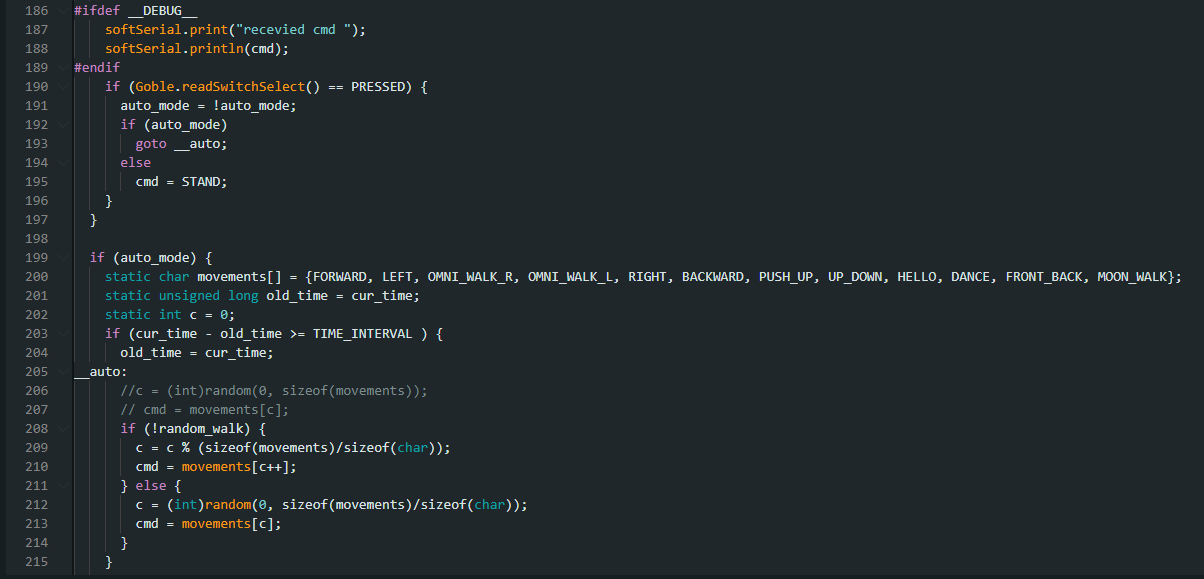 186 #ifdef __DEBUG__
187 softSerial.print("recevied cmd ");
188 softSerial.println(cmd);
189 #endif
190 if (Goble.readSwitchSelect() == PRESSED) {
191 auto_mode = !auto_mode;
192 if (auto_mode)
193 goto __auto;
194 else
195 cmd = STAND;
196 }
197 }
198
199 if (auto_mode) {
200 static char movements[] = {FORWARD, LEFT, OMNI_WALK_R, OMNI_WALK_L, RIGHT, BACKWARD, PUSH_UP, UP_DOWN, HELLO, DANCE, FRONT_BACK, MOON_WALK};
201 static unsigned long old_time = cur_time;
202 static int c = 0;
203 if (cur_time - old_time >= TIME_INTERVAL ) {
204 old_time = cur_time;
205 __auto:
206 //c = (int)random(0, sizeof(movements));
207 // cmd = movements[c];
208 if (!random_walk) {
209 c = c % (sizeof(movements)/sizeof(char));
210 cmd = movements[c++];
211 } else {
212 c = (int)random(0, sizeof(movements)/sizeof(char));
213 cmd = movements[c];
214 }
215 }